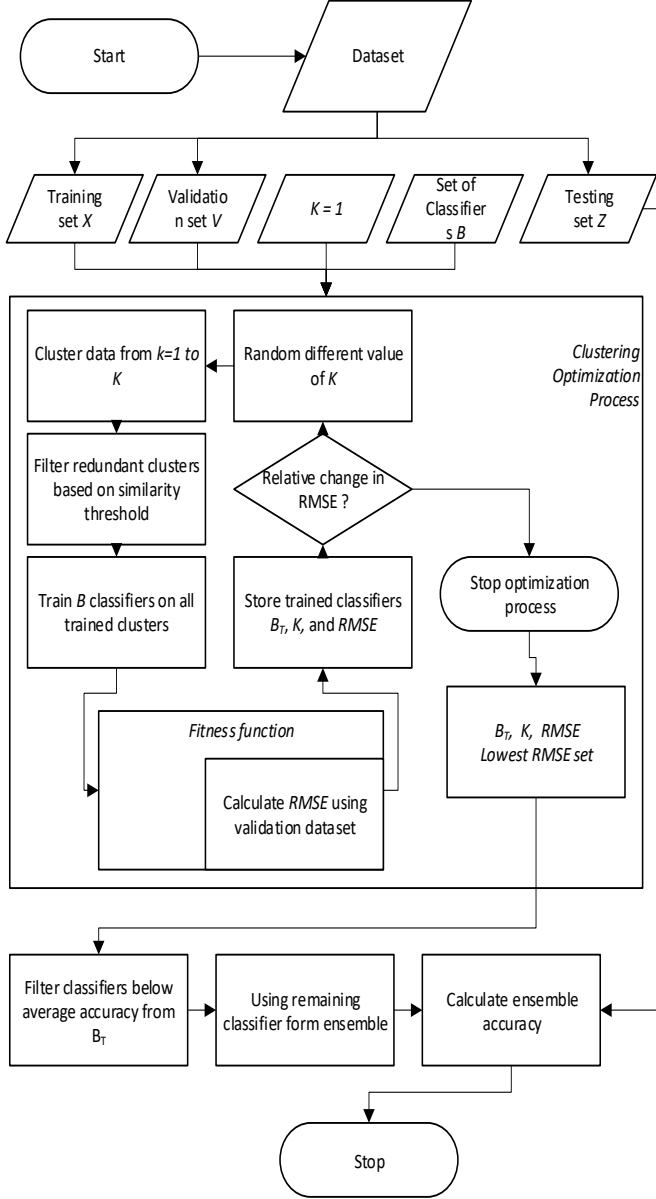 Start
Dataset
Training
set X
Validatio
n set V
K = 1
Set of
Classifier
s B
Testing
set Z
Cluster data from k=1 to
K
Random different value
of K
Clustering
Optimization
Process
Filter redundant clusters
based on similarity
threshold
Relative change in
RMSE ?
Train B classifiers on all
trained clusters
Store trained classifiers
B_T, K, and RMSE
Stop optimization
process
Fitness function
Calculate RMSE using
validation dataset
B_T, K, RMSE
Lowest RMSE set
Filter classifiers below
average accuracy from
B_T
Using remaining
classifier form ensemble
Calculate ensemble
accuracy
Stop